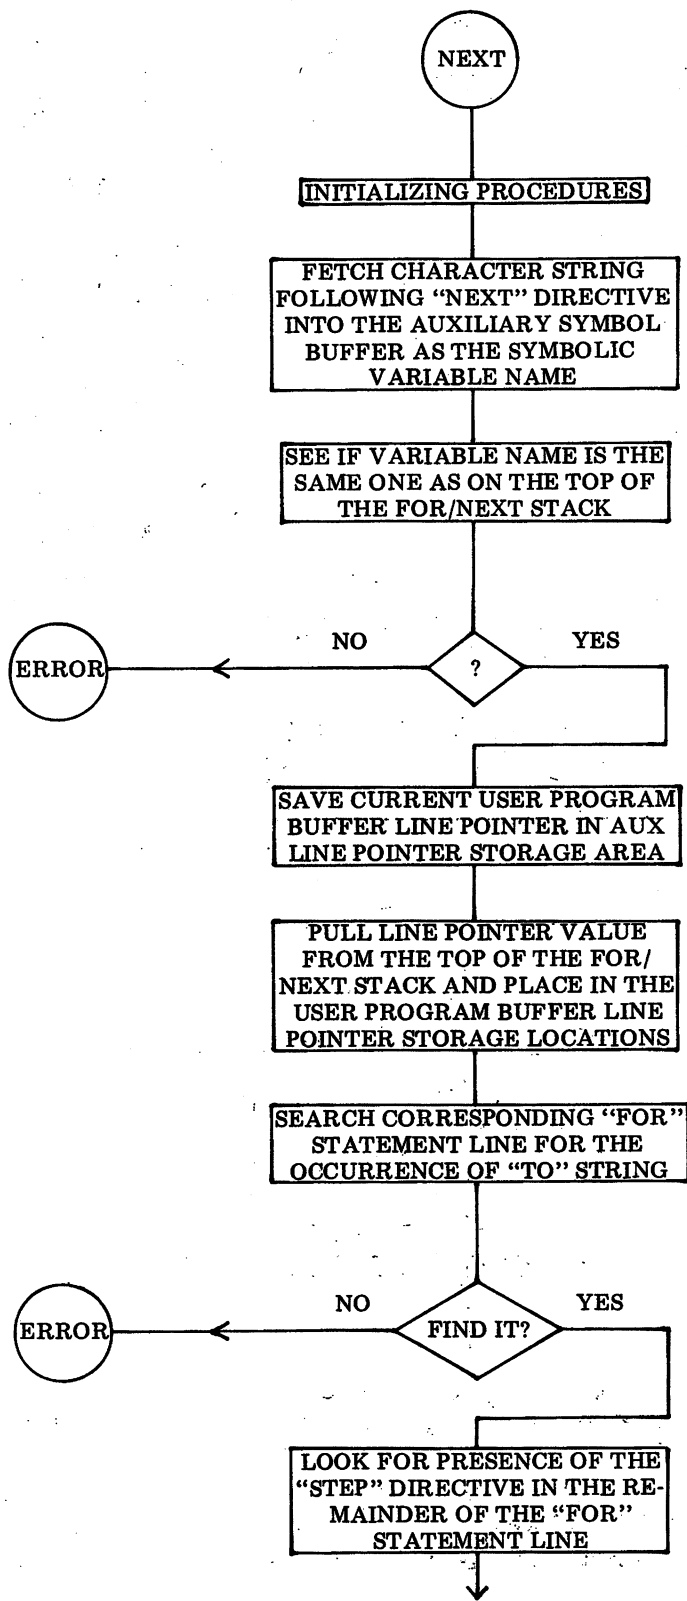 NEXT
INITIALIZING PROCEDURES
FETCH CHARACTER STRING
FOLLOWING “NEXT” DIRECTIVE
INTO THE AUXILIARY SYMBOL
BUFFER AS THE SYMBOLIC
VARIABLE NAME
SEE IF VARIABLE NAME IS THE
SAME ONE AS ON THE TOP OF
THE FOR/NEXT STACK
NO
YES
ERROR
?
SAVE CURRENT USER PROGRAM
BUFFER LINE POINTER IN AUX
LINE POINTER STORAGE AREA
PULL LINE POINTER VALUE
FROM THE TOP OF THE FOR/
NEXT STACK AND PLACE IN THE
USER PROGRAM BUFFER LINE
POINTER STORAGE LOCATIONS
SEARCH CORRESPONDING “FOR”
STATEMENT LINE FOR THE
OCCURRENCE OF “TO” STRING
NO
YES
ERROR
FIND IT?
LOOK FOR PRESENCE OF THE
“STEP” DIRECTIVE IN THE RE-
MAINDER OF THE “FOR”
STATEMENT LINE